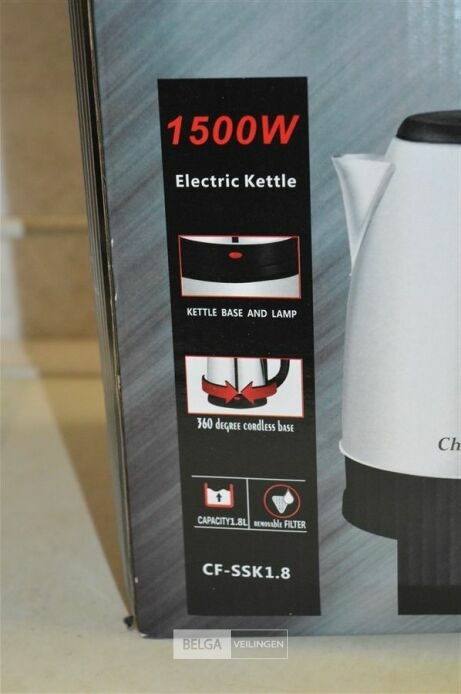 1500W
Electric Kettle
KETTLE BASE AND LAMP
360 degree cordless base
CAPACITY1.8L
REMOVABLE FILTER
Ch
CF-SSK1.8
BELGA VEILINGEN